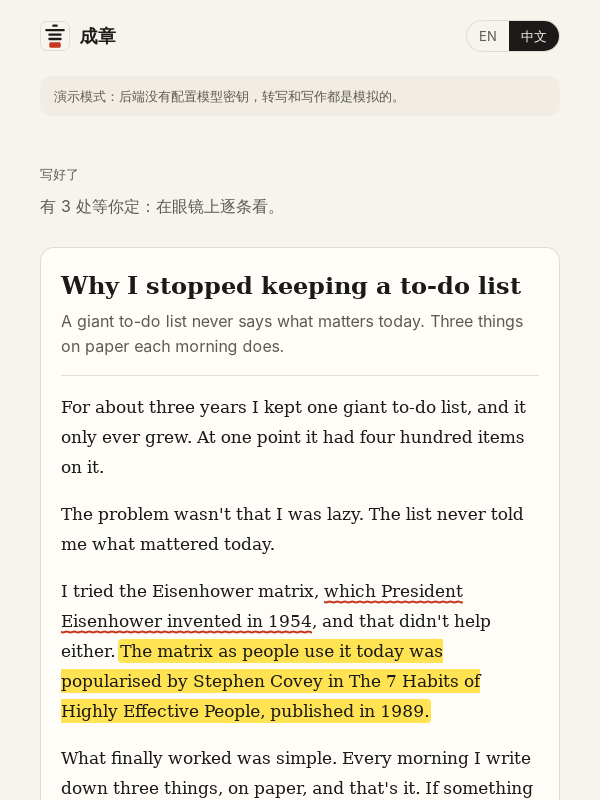 成章
EN 中文
演示模式：后端没有配置模型密钥，转写和写作都是模拟的。
写好了
有 3 处等你定：在眼镜上逐条看。
Why I stopped keeping a to-do list
A giant to-do list never says what matters today. Three things
on paper each morning does.
For about three years I kept one giant to-do list, and it
only ever grew. At one point it had four hundred items
on it.
The problem wasn't that I was lazy. The list never told
me what mattered today.
I tried the Eisenhower matrix, which President
Eisenhower invented in 1954, and that didn't help
either. The matrix as people use it today was
popularised by Stephen Covey in The 7 Habits of
Highly Effective People, published in 1989.
What finally worked was simple. Every morning I write
down three things, on paper, and that's it. If something